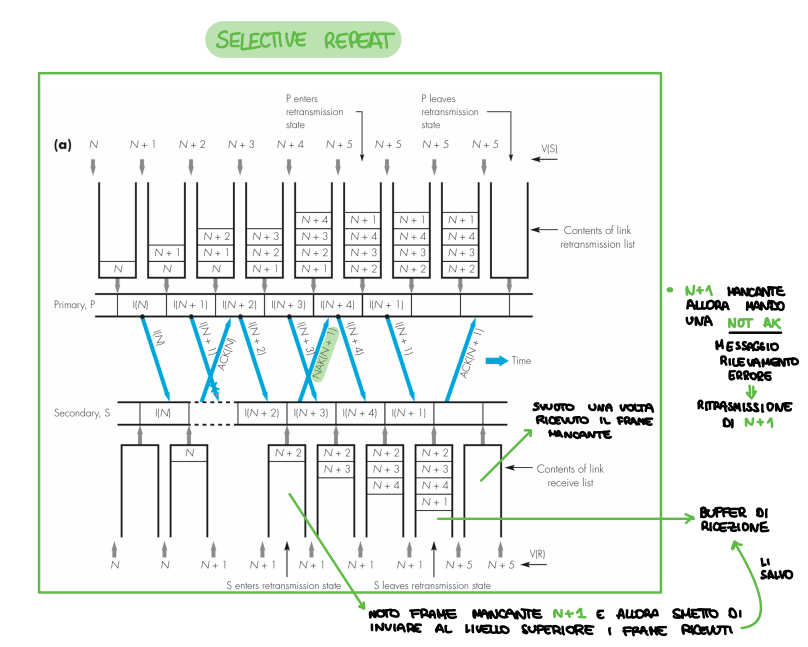 SELECTIVE REPEAT
P enters
retransmission
state
P leaves
retransmission
state
(a)
N N + 1 N + 2 N + 3 N + 4 N + 5 N + 5 N + 5 N + 5
V(S)
N
N + 1
N
N + 2
N + 1
N
N + 3
N + 2
N + 1
N + 4
N + 3
N + 2
N + 1
N + 1
N + 4
N + 3
N + 2
N + 1
N + 4
N + 3
N + 2
N + 1
N + 4
N + 3
N + 2
Contents of link
retransmission list
Primary, P
I(N) I(N + 1) I(N + 2) I(N + 3) I(N + 4) I(N + 1)
I(N)
I(N + 1)
ACK(N)
I(N + 2)
I(N + 3)
NAK(N + 1)
I(N + 4)
I(N + 1)
ACK(N + 1)
Time
Secondary, S
I(N) I(N + 2) I(N + 3) I(N + 4) I(N + 1)
N
N + 2
N + 2
N + 3
N + 2
N + 3
N + 4
N + 2
N + 3
N + 4
N + 1
Contents of link
receive list
N N N + 1 N + 1 N + 1 N + 1 N + 1 N + 5 N + 5
V(R)
S enters retransmission state
S leaves retransmission state
N+1 MANCANTE
ALLORA MANDO
UNA NOT AK
MESSAGGIO
RILEVAMENTO
ERRORE
RITRASMISSIONE
DI N+1
SVUOTO UNA VOLTA
RICEVUTO IL FRAME
MANCANTE
BUFFER DI
RICEZIONE
LI
SALVO
NOTO FRAME MANCANTE N+1 E ALLORA SMETTO DI
INVIARE AL LIVELLO SUPERIORE I FRAME RICEVUTI